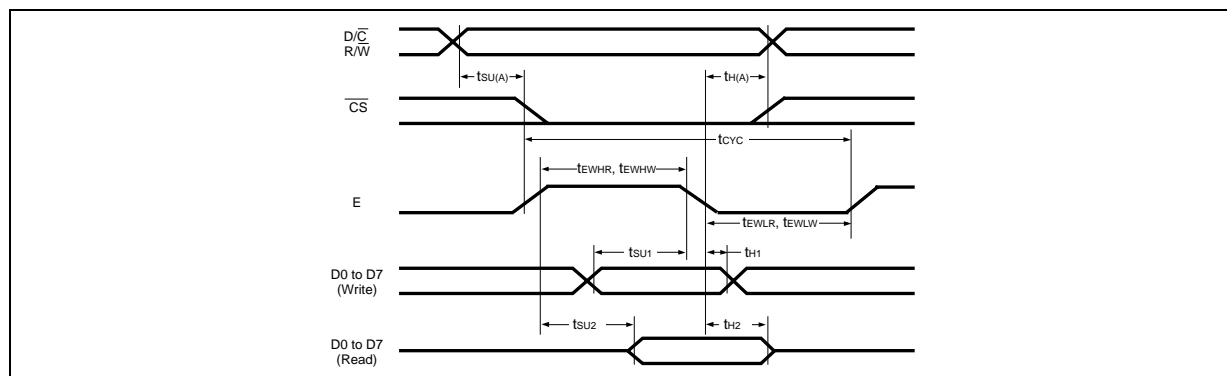 D/C̅
R/W̅
tSU(A)
tH(A)
C̅S̅
tCYC
tEWHR, tEWHW
E
tEWLR, tEWLW
tSU1
tH1
D0 to D7
(Write)
tSU2
tH2
D0 to D7
(Read)